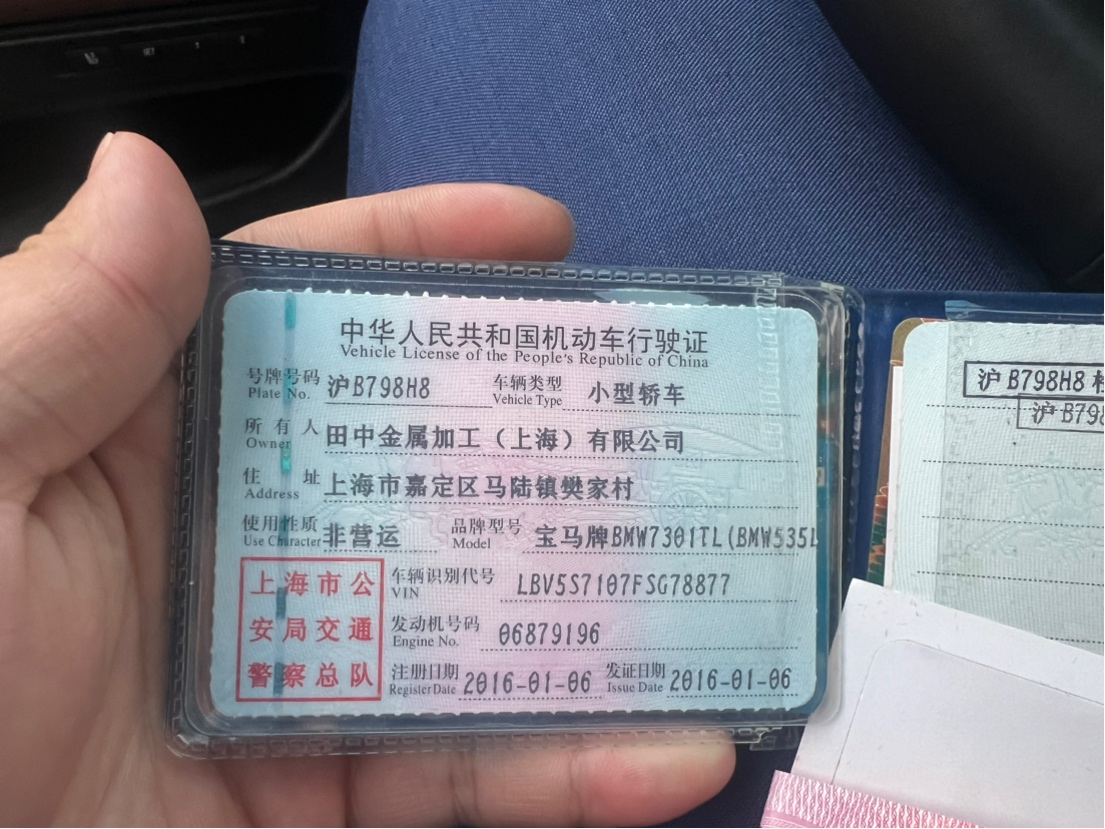 中华人民共和国机动车行驶证
Vehicle License of the People's Republic of China
号牌号码 沪B798H8 车辆类型 小型轿车
Plate No. Vehicle Type
所有人 田中金属加工（上海）有限公司
Owner
住址 上海市嘉定区马陆镇樊家村
Address
使用性质 非营运 品牌型号 宝马牌BMW7301TL(BMW535L
Use Character Model
上海市公
安局交通
警察总队
车辆识别代号 LBV5S7107FSG78877
VIN
发动机号码 06879196
Engine No.
注册日期 2016-01-06 发证日期 2016-01-06
Register Date Issue Date
沪B798H8
沪B798